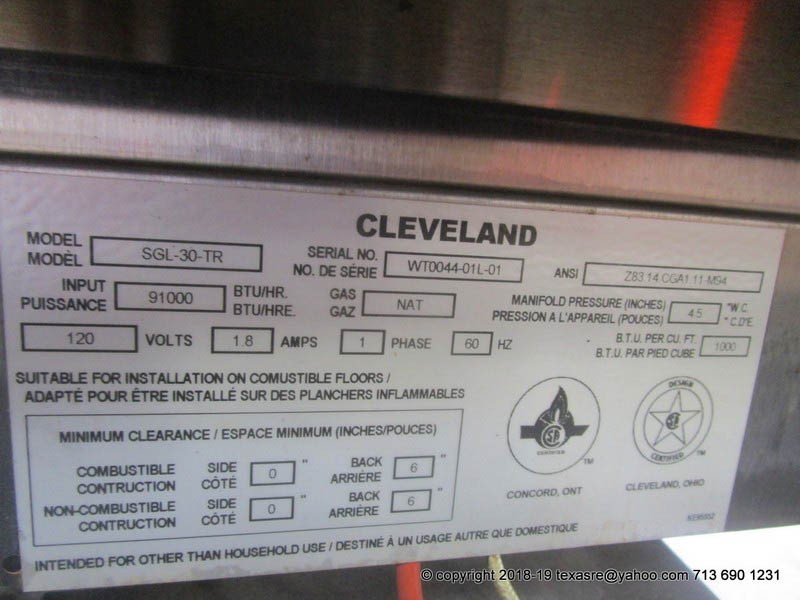 CLEVELAND
MODEL
MODÈL
SGL-30-TR
SERIAL NO.
NO. DE SÉRIE
WT0044-01L-01
ANSI
Z83.14 CGA1.11-M94
INPUT
PUISSANCE
91000
BTU/HR.
BTU/HRE.
GAS
GAZ
NAT
MANIFOLD PRESSURE (INCHES)
PRESSION A L'APPAREIL (POUCES)
4.5
"W.C.
"C.D'E.
120 VOLTS 1.8 AMPS 1 PHASE 60 HZ
B.T.U. PER CU. FT.
B.T.U. PAR PIED CUBE
1000
SUITABLE FOR INSTALLATION ON COMUSTIBLE FLOORS /
ADAPTÉ POUR ÊTRE INSTALLÉ SUR DES PLANCHERS INFLAMMABLES
MINIMUM CLEARANCE / ESPACE MINIMUM (INCHES/POUCES)
COMBUSTIBLE
CONTRUCTION
SIDE
CÔTÉ
0 "
BACK
ARRIÈRE
6 "
NON-COMBUSTIBLE
CONTRUCTION
SIDE
CÔTÉ
0 "
BACK
ARRIÈRE
6 "
CERTIFIED
TM
CONCORD, ONT
DESIGN
CERTIFIED
TM
CLEVELAND, OHIO
INTENDED FOR OTHER THAN HOUSEHOLD USE / DESTINÉ À UN USAGE AUTRE QUE DOMESTIQUE
© copyright 2018-19 texasre@yahoo.com 713 690 1231